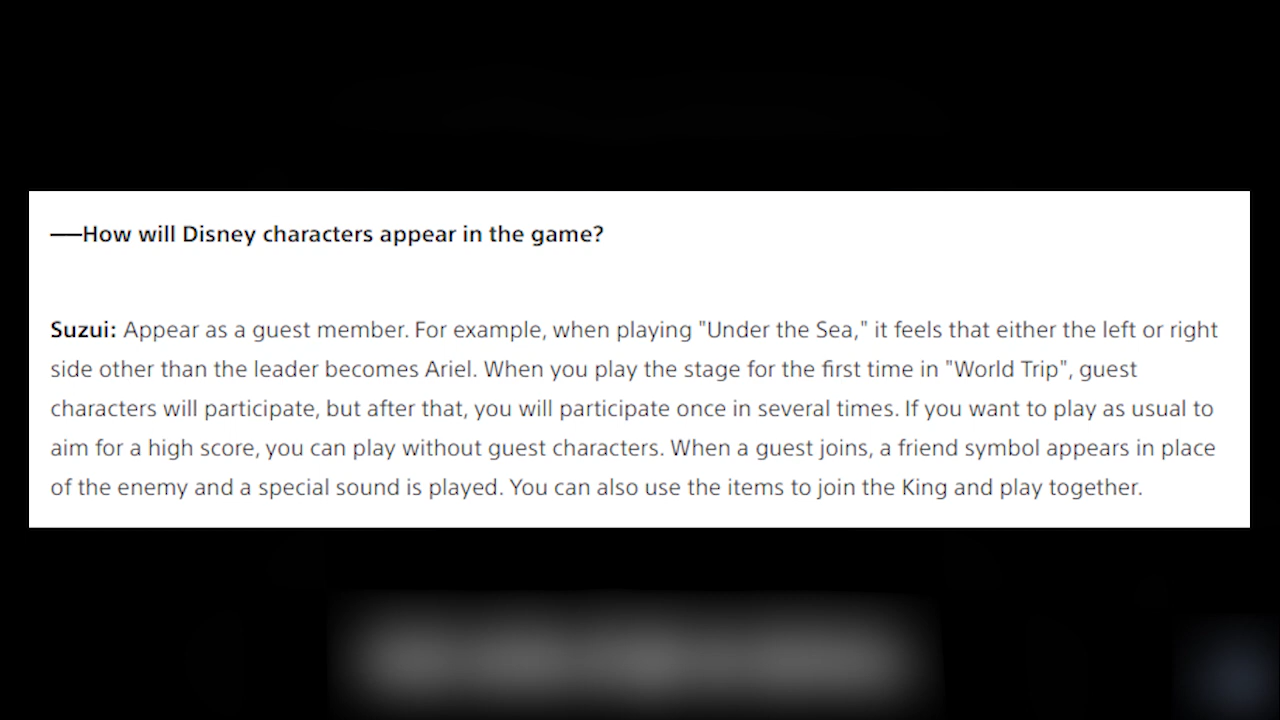 ——How will Disney characters appear in the game?
Suzui: Appear as a guest member. For example, when playing "Under the Sea," it feels that either the left or right
side other than the leader becomes Ariel. When you play the stage for the first time in "World Trip", guest
characters will participate, but after that, you will participate once in several times. If you want to play as usual to
aim for a high score, you can play without guest characters. When a guest joins, a friend symbol appears in place
of the enemy and a special sound is played. You can also use the items to join the King and play together.